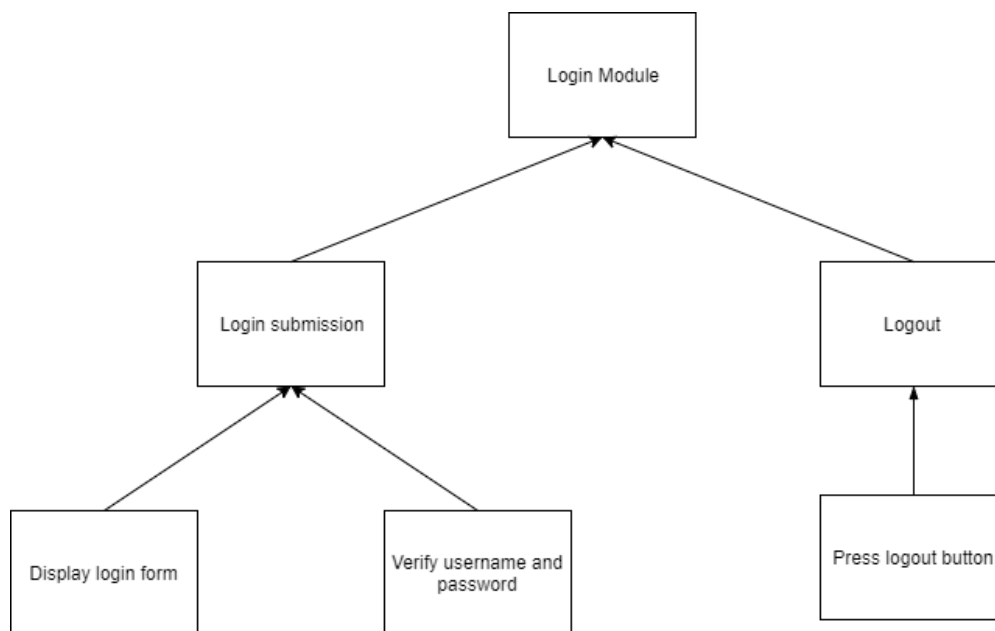 Login Module
Login submission
Logout
Display login form
Verify username and
password
Press logout button